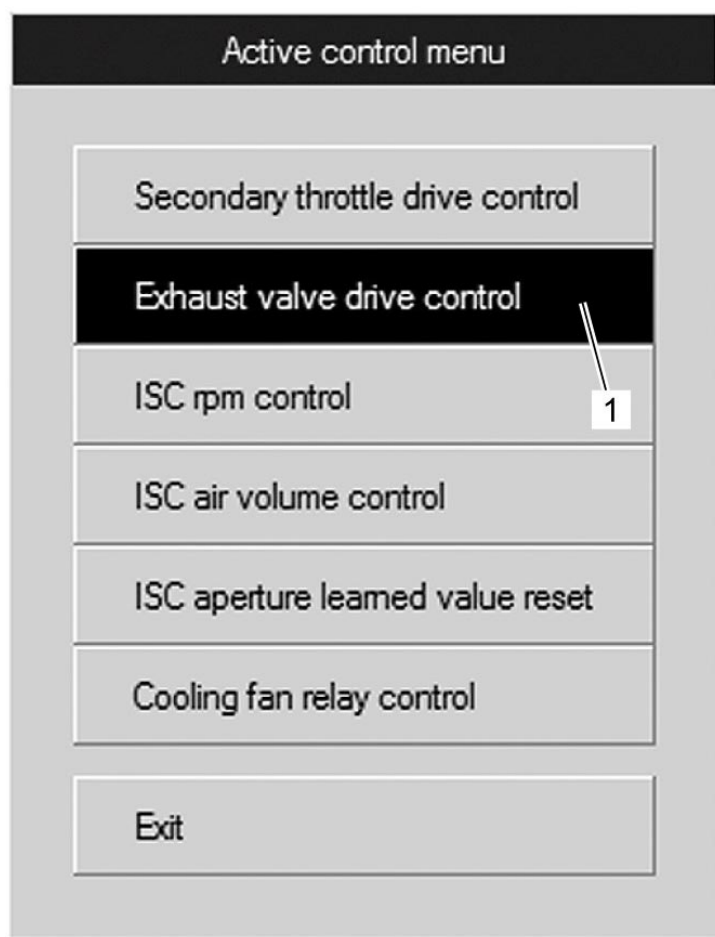 Active control menu
Secondary throttle drive control
Exhaust valve drive control
ISC rpm control
1
ISC air volume control
ISC aperture learned value reset
Cooling fan relay control
Exit